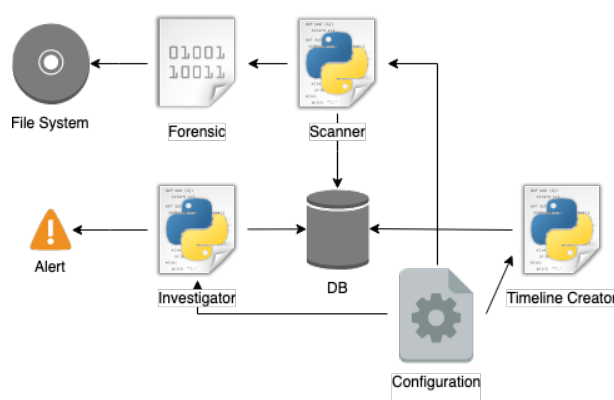 01001
10011
File System
Forensic
Scanner
Alert
Investigator
DB
Timeline Creator
Configuration